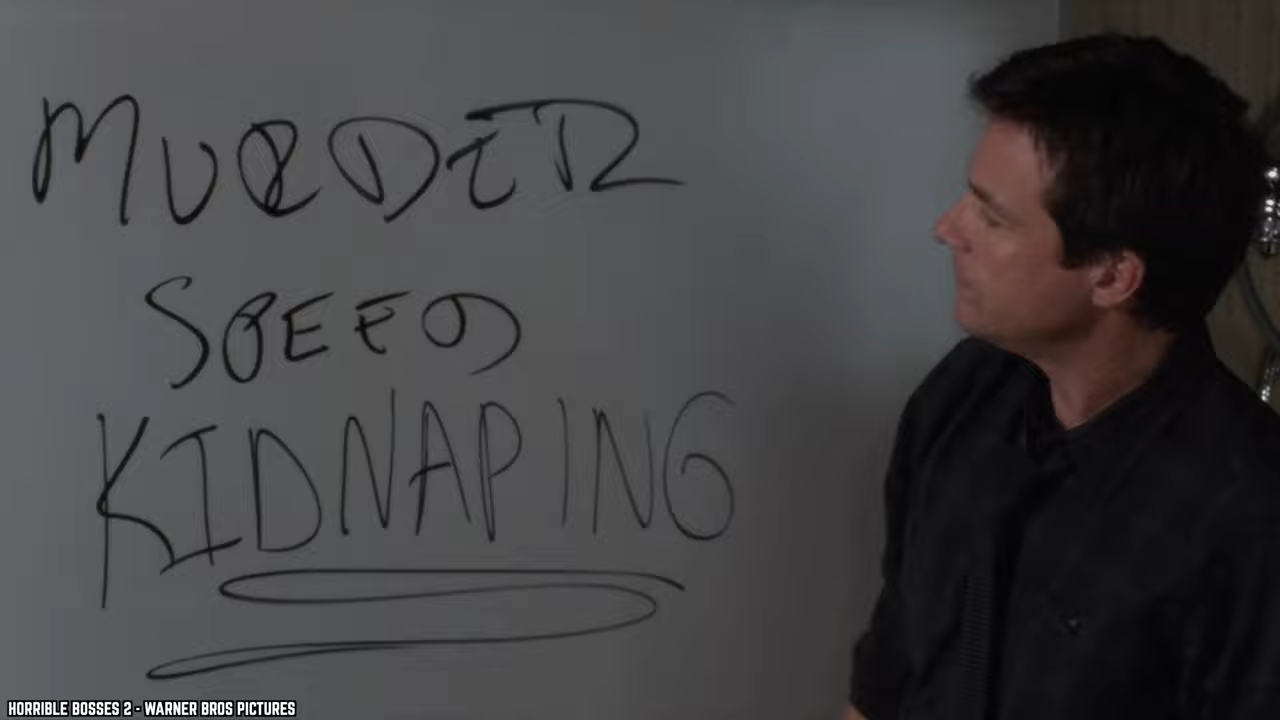 MURDER
SPEED
KIDNAPING
HORRIBLE BOSSES 2 - WARNER BROS PICTURES